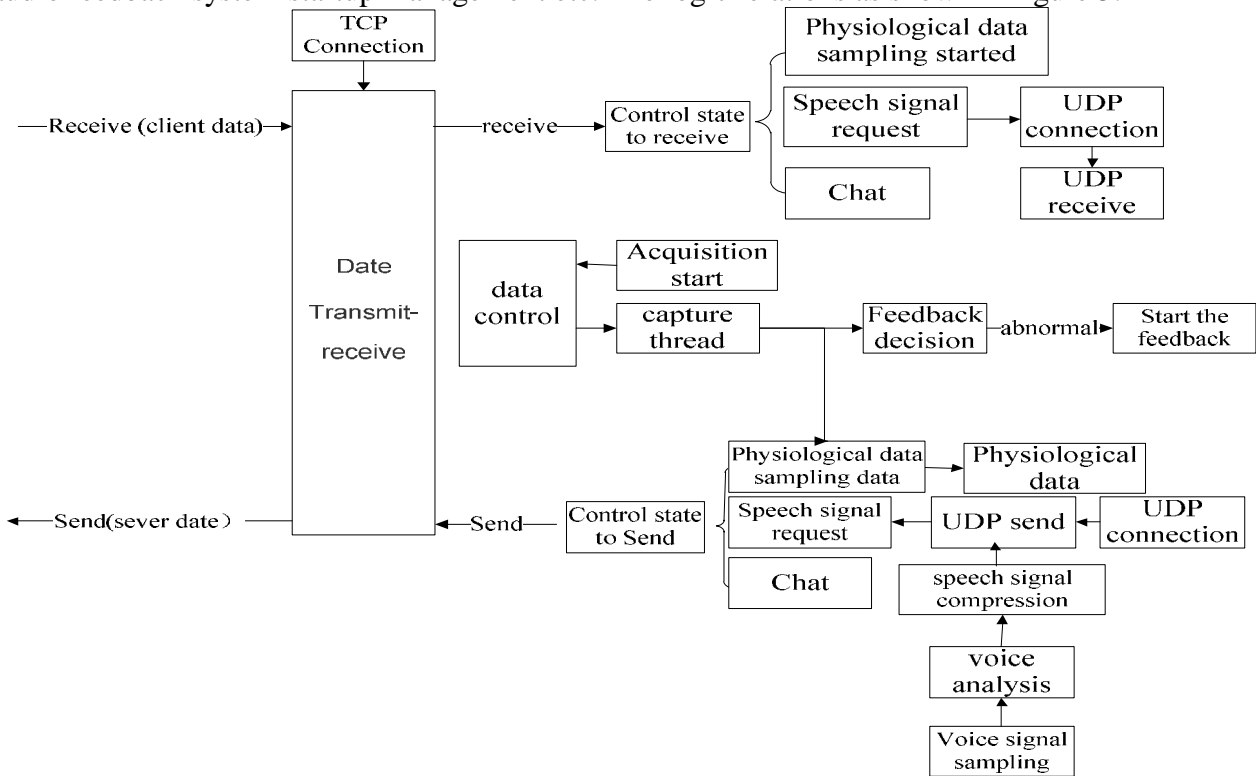 TCP
Connection
Physiological data
sampling started
Receive (client data)
receive
Control state
to receive
Speech signal
request
UDP
connection
Chat
UDP
receive
Date
Transmit-
receive
data
control
Acquisition
start
capture
thread
Feedback
decision
abnormal
Start the
feedback
Physiological data
sampling data
Physiological
data
Send(sever date)
Send
Control state
to Send
Speech signal
request
UDP send
UDP
connection
Chat
speech signal
compression
voice
analysis
Voice signal
sampling